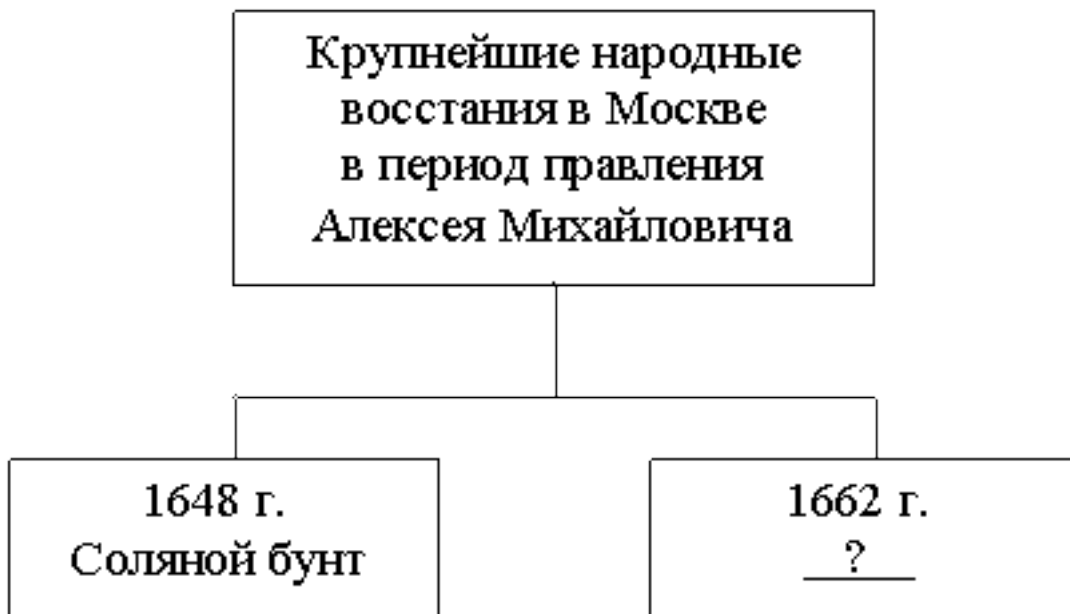 Крупнейшие народные
восстания в Москве
в период правления
Алексея Михайловича
1648 г.
Соляной бунт
1662 г.
?